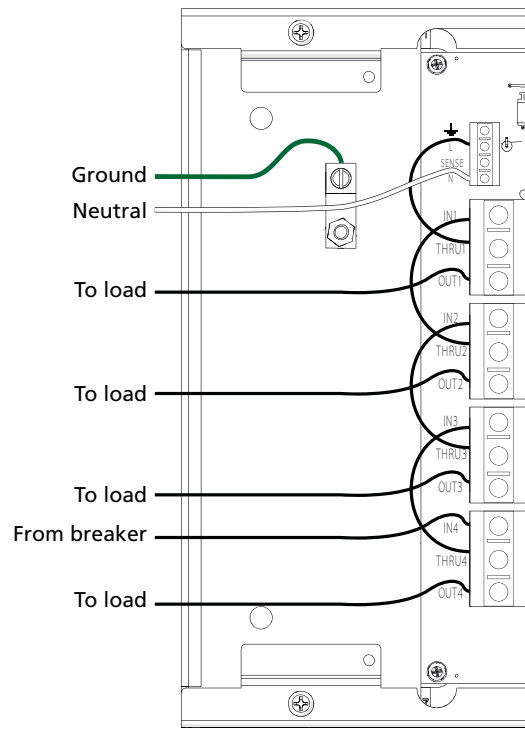 Ground
Neutral
To load
To load
To load
From breaker
To load
L
SENSE
N
IN1
THRU1
OUT1
IN2
THRU2
OUT2
IN3
THRU3
OUT3
IN4
THRU4
OUT4